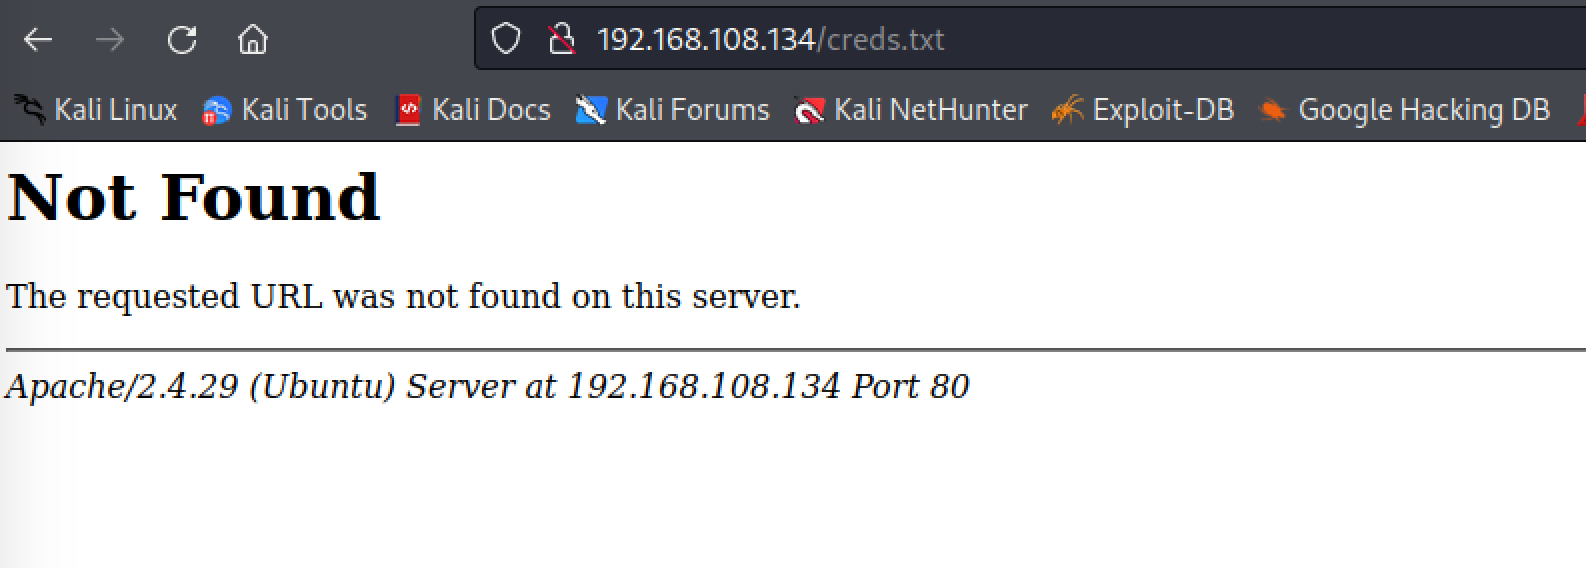 192.168.108.134/creds.txt
Kali Linux Kali Tools Kali Docs Kali Forums Kali NetHunter Exploit-DB Google Hacking DB
Not Found
The requested URL was not found on this server.
Apache/2.4.29 (Ubuntu) Server at 192.168.108.134 Port 80